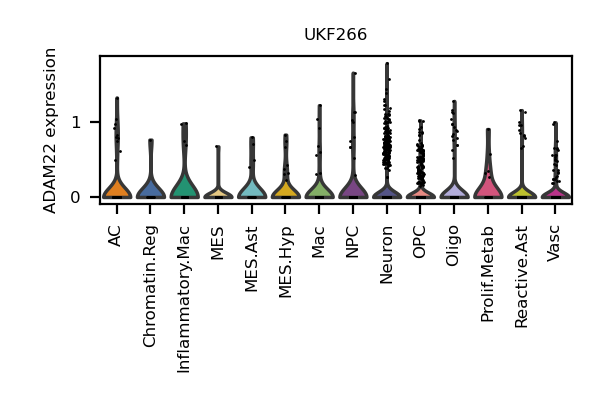 UKF266
ADAM22 expression
1
0
AC
Chromatin.Reg
Inflammatory.Mac
MES
MES.Ast
MES.Hyp
Mac
NPC
Neuron
OPC
Oligo
Prolif.Metab
Reactive.Ast
Vasc